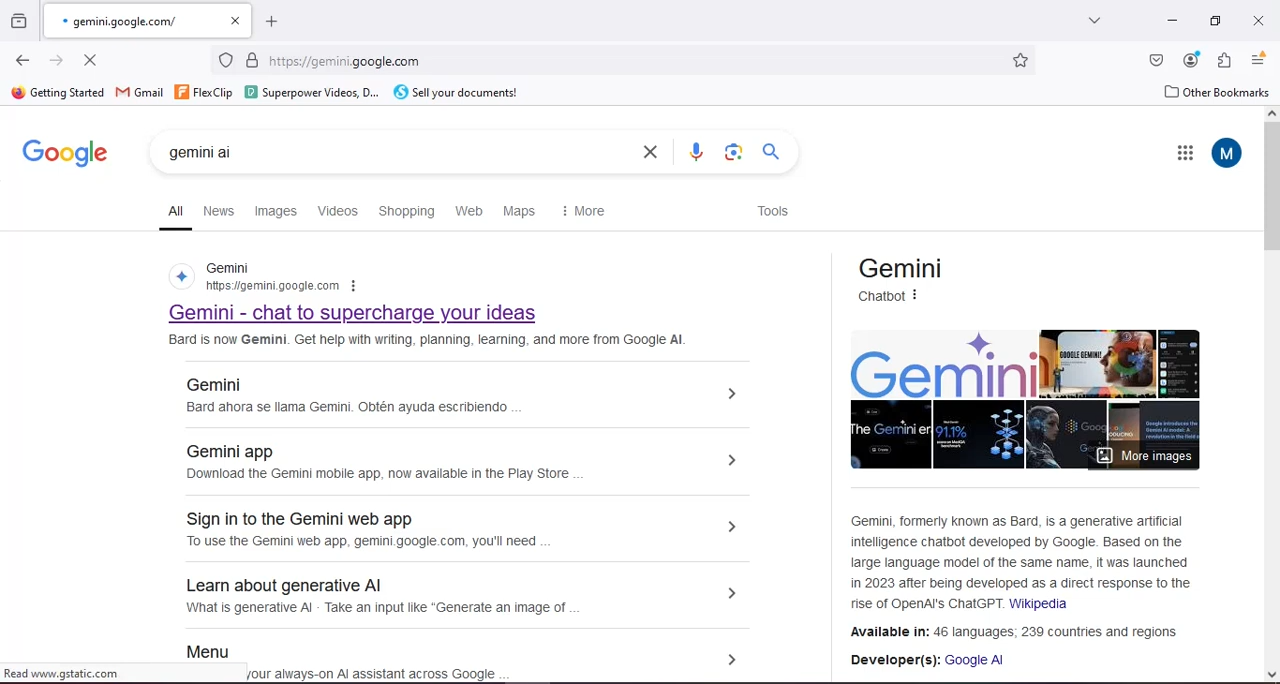 gemini.google.com/
https://gemini.google.com
Getting Started
Gmail
FlexClip
Superpower Videos, D...
Sell your documents!
Other Bookmarks
Google
gemini ai
M
All
News
Images
Videos
Shopping
Web
Maps
More
Tools
Gemini
https://gemini.google.com
Gemini - chat to supercharge your ideas
Bard is now Gemini. Get help with writing, planning, learning, and more from Google AI.
Gemini
Bard ahora se llama Gemini. Obtén ayuda escribiendo ...
Gemini app
Download the Gemini mobile app, now available in the Play Store ...
Sign in to the Gemini web app
To use the Gemini web app, gemini.google.com, you'll need ...
Learn about generative AI
What is generative AI · Take an input like “Generate an image of ...
Menu
your always-on AI assistant across Google ...
Gemini
Chatbot
Gemini
GOOGLE GEMINI!
The Gemini er
91.1%
More images
Gemini, formerly known as Bard, is a generative artificial
intelligence chatbot developed by Google. Based on the
large language model of the same name, it was launched
in 2023 after being developed as a direct response to the
rise of OpenAI's ChatGPT. Wikipedia
Available in: 46 languages; 239 countries and regions
Developer(s): Google AI
Read www.gstatic.com